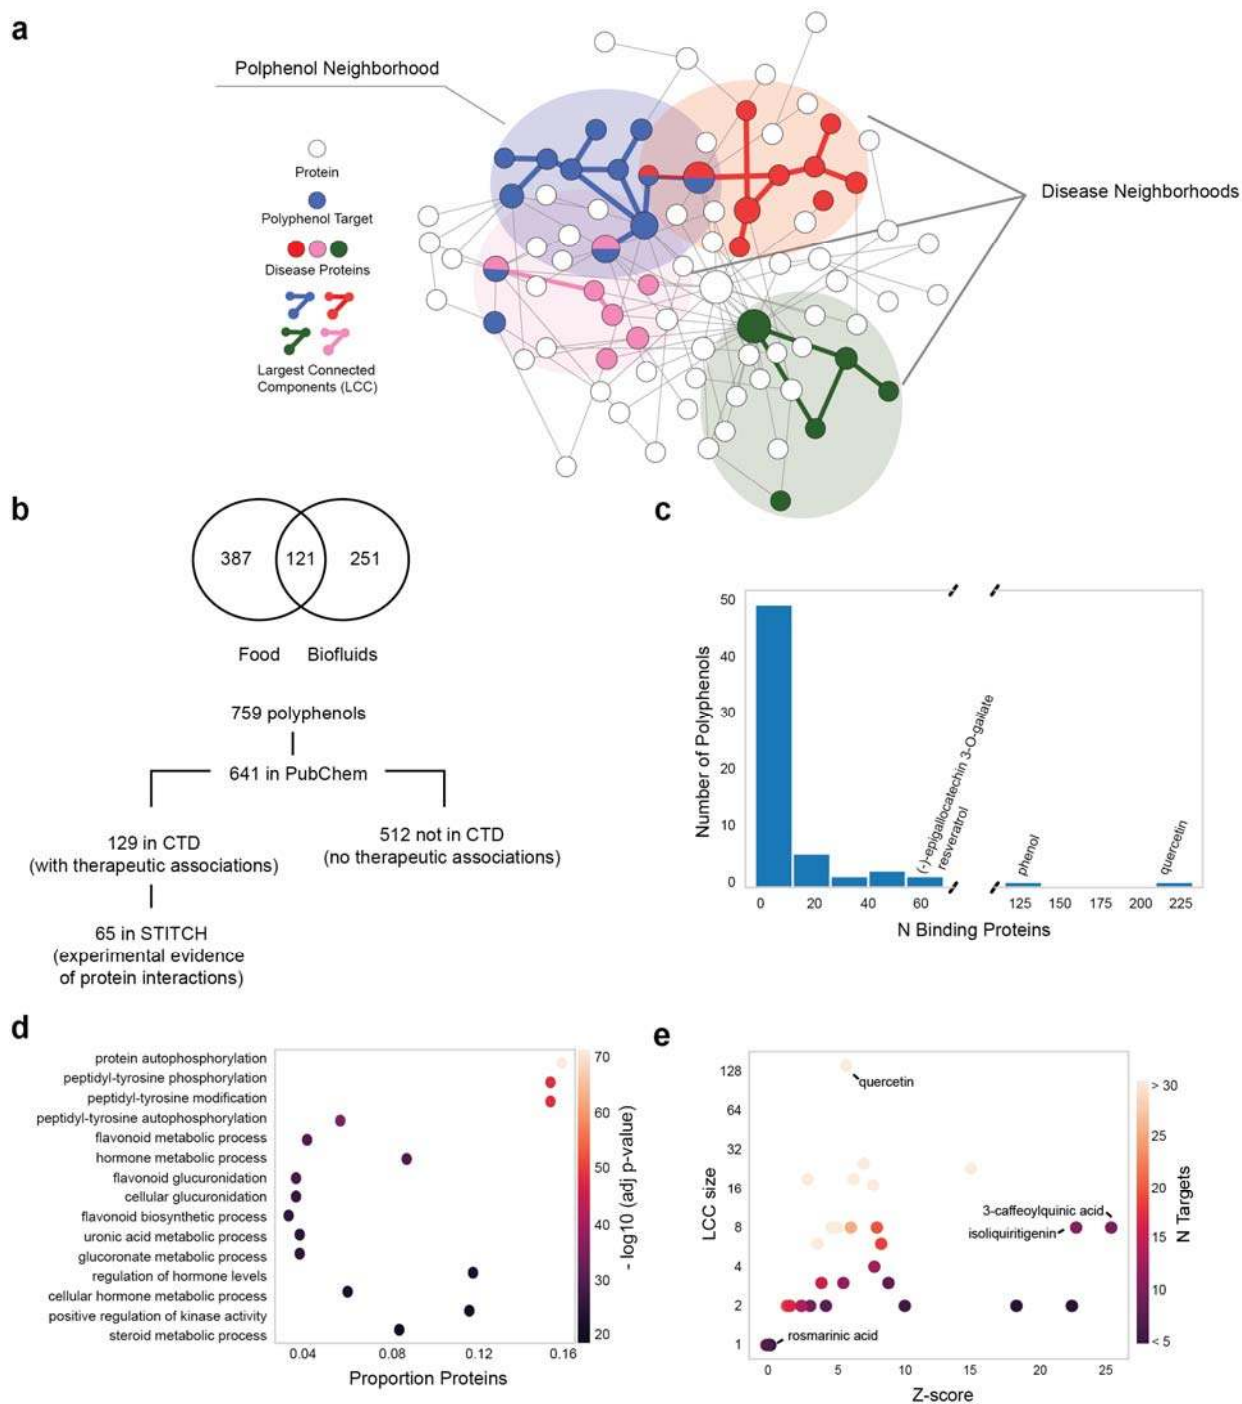 a
Polphenol Neighborhood
Protein
Polyphenol Target
Disease Proteins
Largest Connected
Components (LCC)
Disease Neighborhoods
b
387
121
251
Food
Biofluids
759 polyphenols
641 in PubChem
129 in CTD
(with therapeutic associations)
512 not in CTD
(no therapeutic associations)
65 in STITCH
(experimental evidence
of protein interactions)
c
Number of Polyphenols
50
40
30
20
10
0
(-)-epigallocatechin 3-O-gallate
resveratrol
phenol
quercetin
0
20
40
60
125
150
175
200
225
N Binding Proteins
d
protein autophosphorylation
peptidyl-tyrosine phosphorylation
peptidyl-tyrosine modification
peptidyl-tyrosine autophosphorylation
flavonoid metabolic process
hormone metabolic process
flavonoid glucuronidation
cellular glucuronidation
flavonoid biosynthetic process
uronic acid metabolic process
glucoronate metabolic process
regulation of hormone levels
cellular hormone metabolic process
positive regulation of kinase activity
steroid metabolic process
0.04
0.08
0.12
0.16
Proportion Proteins
70
60
50
40
30
20
- log10 (adj p-value)
e
LCC size
128
64
32
16
8
4
2
1
quercetin
3-caffeoylquinic acid
isoliquiritigenin
rosmarinic acid
0
5
10
15
20
25
Z-score
> 30
25
20
15
10
< 5
N Targets